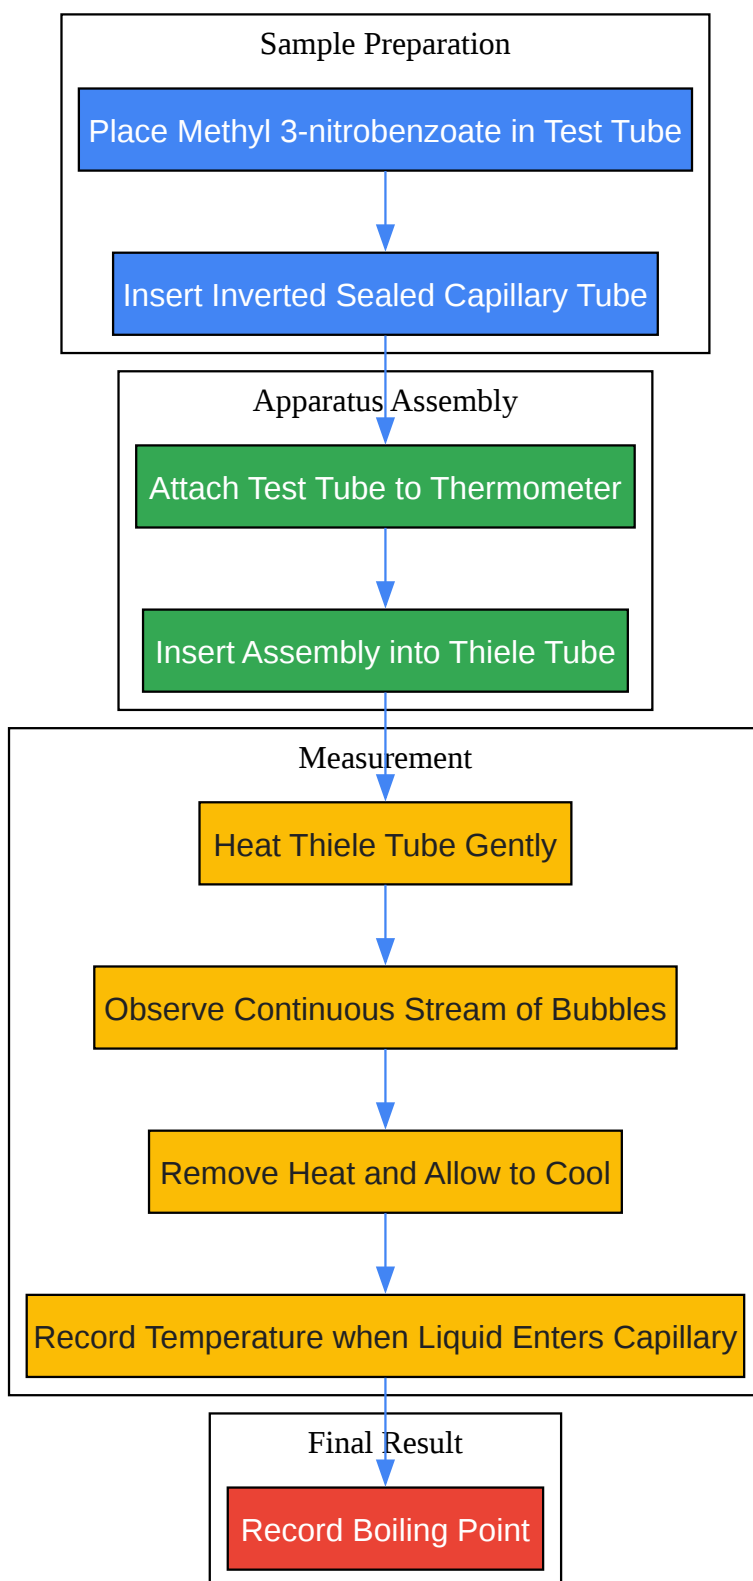 Sample Preparation
Place Methyl 3-nitrobenzoate in Test Tube
Insert Inverted Sealed Capillary Tube
Apparatus Assembly
Attach Test Tube to Thermometer
Insert Assembly into Thiele Tube
Measurement
Heat Thiele Tube Gently
Observe Continuous Stream of Bubbles
Remove Heat and Allow to Cool
Record Temperature when Liquid Enters Capillary
Final Result
Record Boiling Point